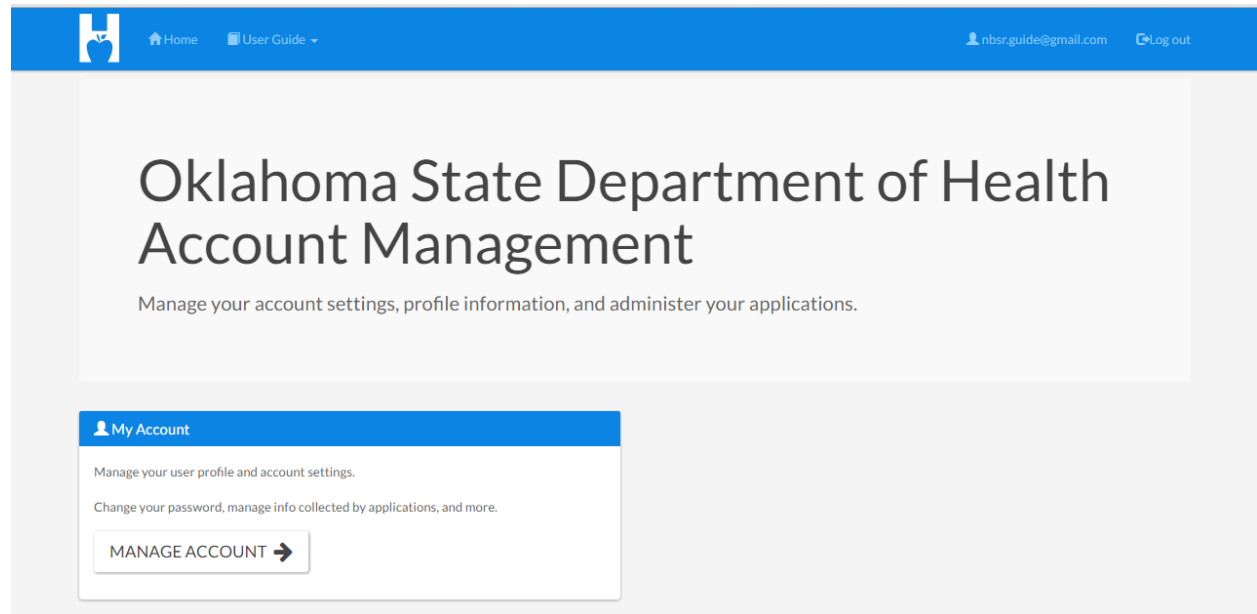 Home User Guide nbsr.guide@gmail.com Log out
Oklahoma State Department of Health
Account Management
Manage your account settings, profile information, and administer your applications.
My Account
Manage your user profile and account settings.
Change your password, manage info collected by applications, and more.
MANAGE ACCOUNT